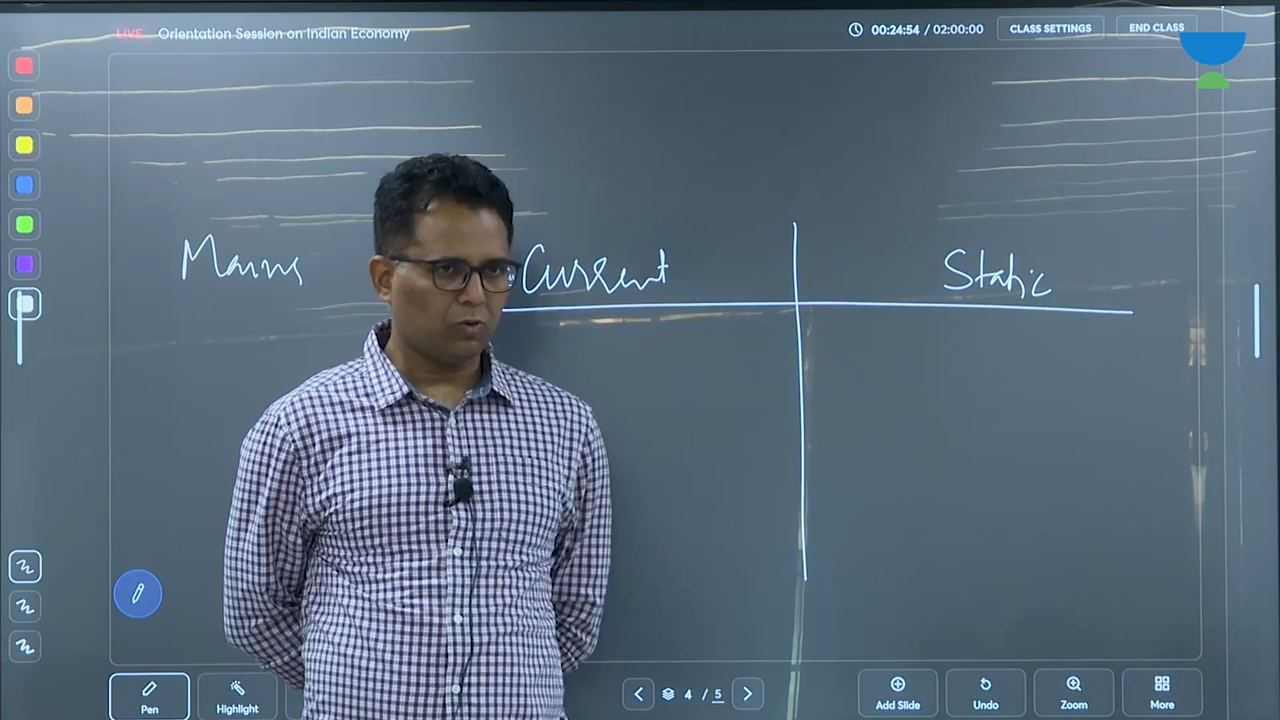 LIVE Orientation Session on Indian Economy 00:24:54 / 02:00:00 CLASS SETTINGS END CLASS
Mains Current Static
Pen Highlight 4 / 5 Add Slide Undo Zoom More